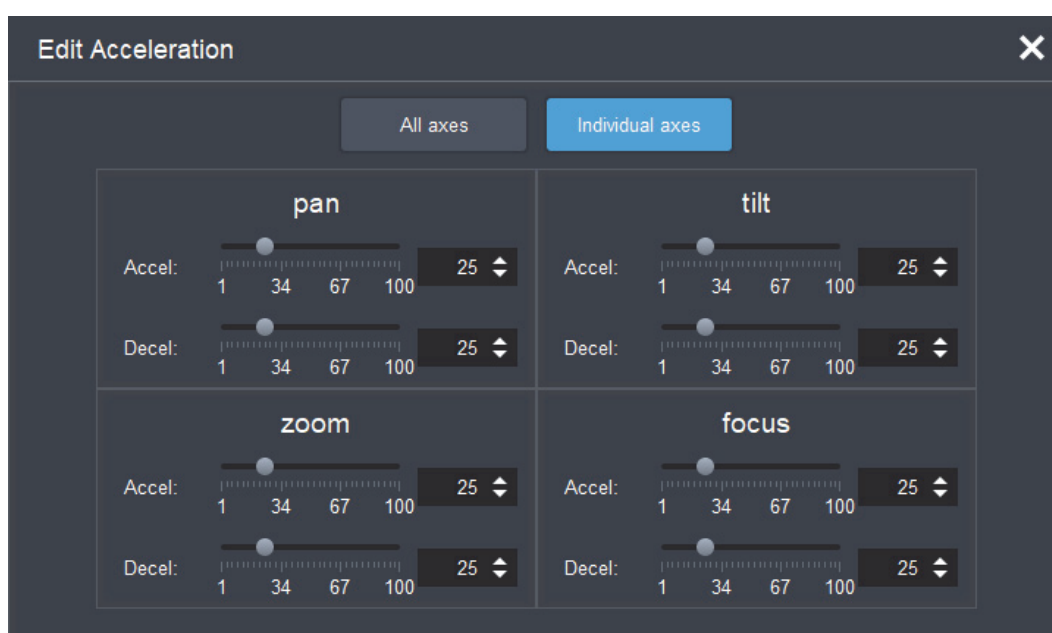 Edit Acceleration
All axes Individual axes
pan
Accel: 25
1 34 67 100
Decel: 25
1 34 67 100
tilt
Accel: 25
1 34 67 100
Decel: 25
1 34 67 100
zoom
Accel: 25
1 34 67 100
Decel: 25
1 34 67 100
focus
Accel: 25
1 34 67 100
Decel: 25
1 34 67 100